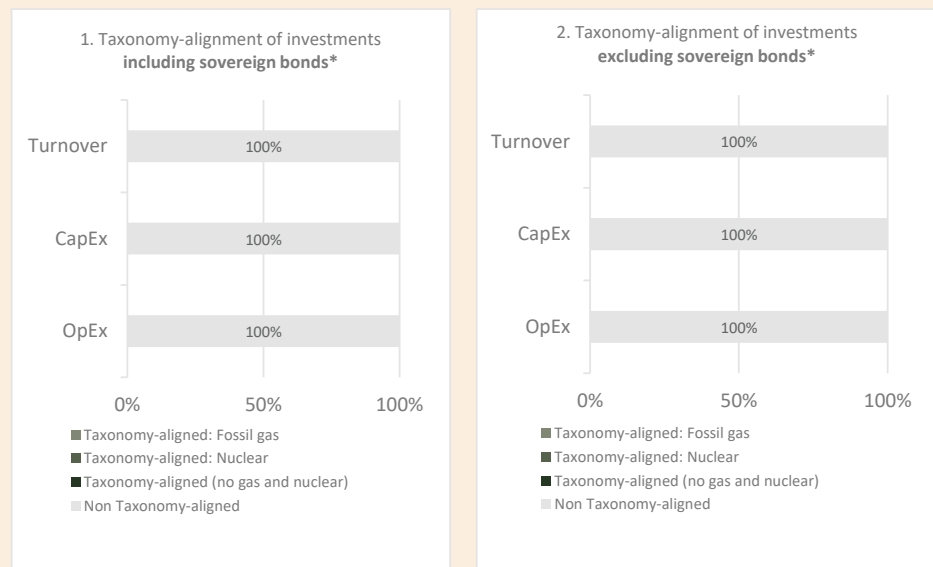 1. Taxonomy-alignment of investments
including sovereign bonds*
Turnover
100%
CapEx
100%
OpEx
100%
0%
50%
100%
Taxonomy-aligned: Fossil gas
Taxonomy-aligned: Nuclear
Taxonomy-aligned (no gas and nuclear)
Non Taxonomy-aligned
2. Taxonomy-alignment of investments
excluding sovereign bonds*
Turnover
100%
CapEx
100%
OpEx
100%
0%
50%
100%
Taxonomy-aligned: Fossil gas
Taxonomy-aligned: Nuclear
Taxonomy-aligned (no gas and nuclear)
Non Taxonomy-aligned